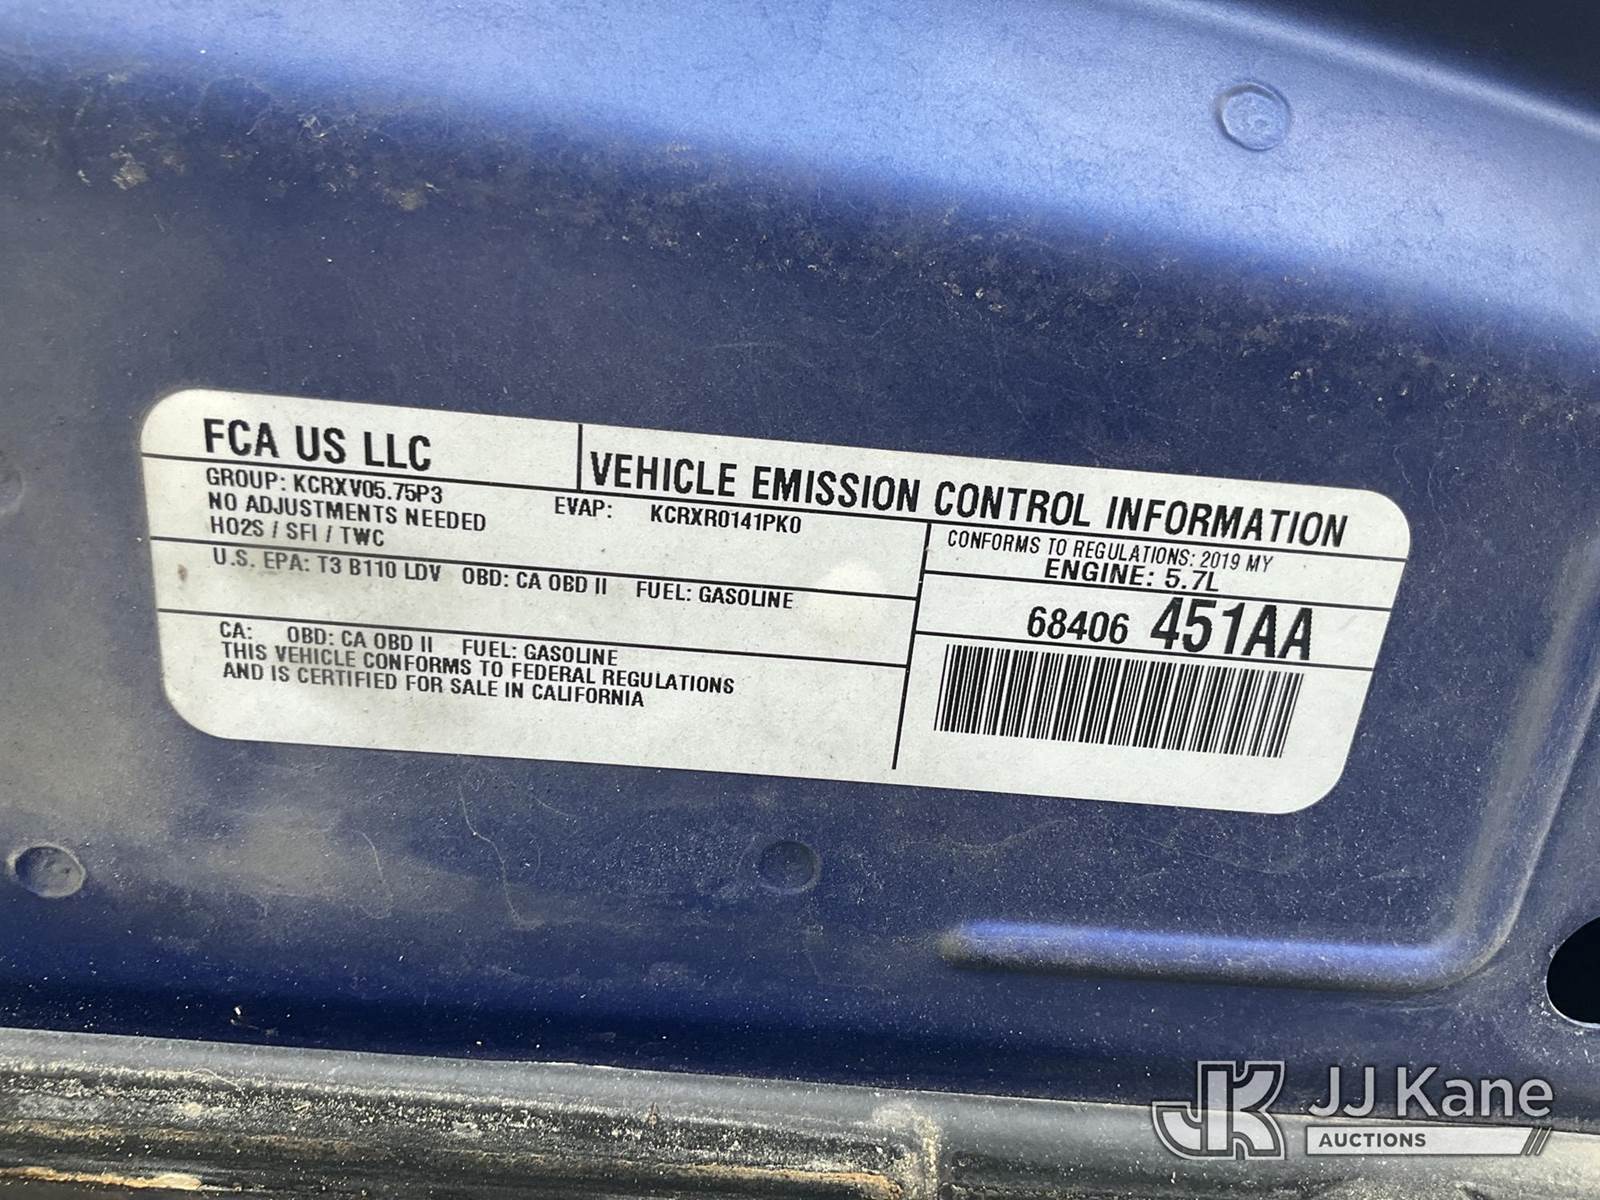 FCA US LLC
VEHICLE EMISSION CONTROL INFORMATION
GROUP: KCRXV05.75P3
EVAP: KCRXR0141PK0
NO ADJUSTMENTS NEEDED
HO2S / SFI / TWC
CONFORMS TO REGULATIONS: 2019 MY
ENGINE: 5.7L
U.S. EPA: T3 B110 LDV OBD: CA OBD II FUEL: GASOLINE
68406 451AA
CA: OBD: CA OBD II FUEL: GASOLINE
THIS VEHICLE CONFORMS TO FEDERAL REGULATIONS
AND IS CERTIFIED FOR SALE IN CALIFORNIA
JK JJ Kane
AUCTIONS